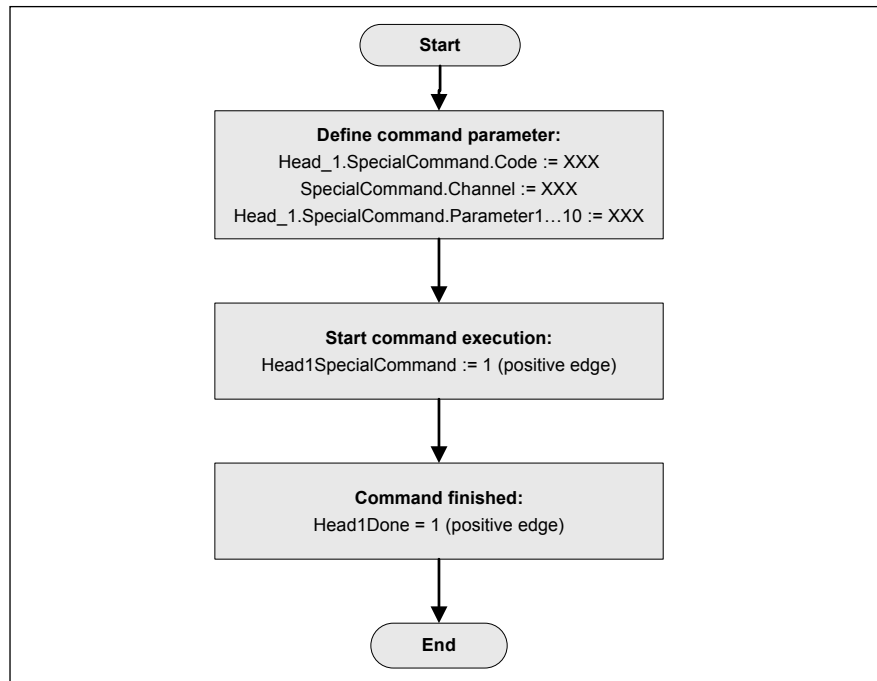 Start
Define command parameter:
Head_1.SpecialCommand.Code := XXX
SpecialCommand.Channel := XXX
Head_1.SpecialCommand.Parameter1…10 := XXX
Start command execution:
Head1SpecialCommand := 1 (positive edge)
Command finished:
Head1Done = 1 (positive edge)
End